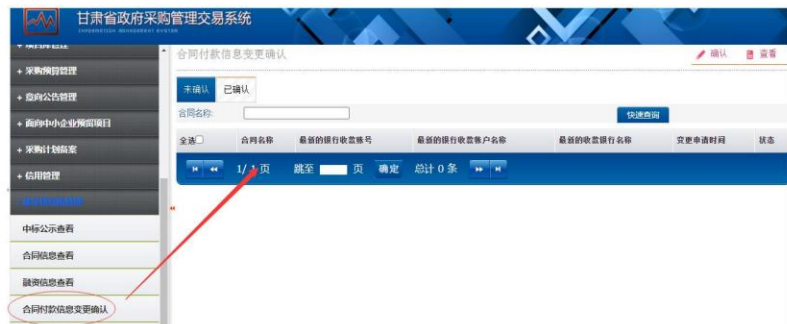 甘肃省政府采购管理交易系统
合同付款信息变更确认
确认
查看
+ 采购预算管理
+ 意向公告管理
+ 面向中小企业预留项目
+ 采购计划备案
+ 信用管理
中标公示查看
合同信息查看
融资信息查看
合同付款信息变更确认
未确认 已确认
合同名称:
快速查询
全选 合同名称 最新的银行收款账号 最新的银行收款账户名称 最新的收款银行名称 变更申请时间 状态
1/ 1 页 跳至 页 确定 总计 0 条